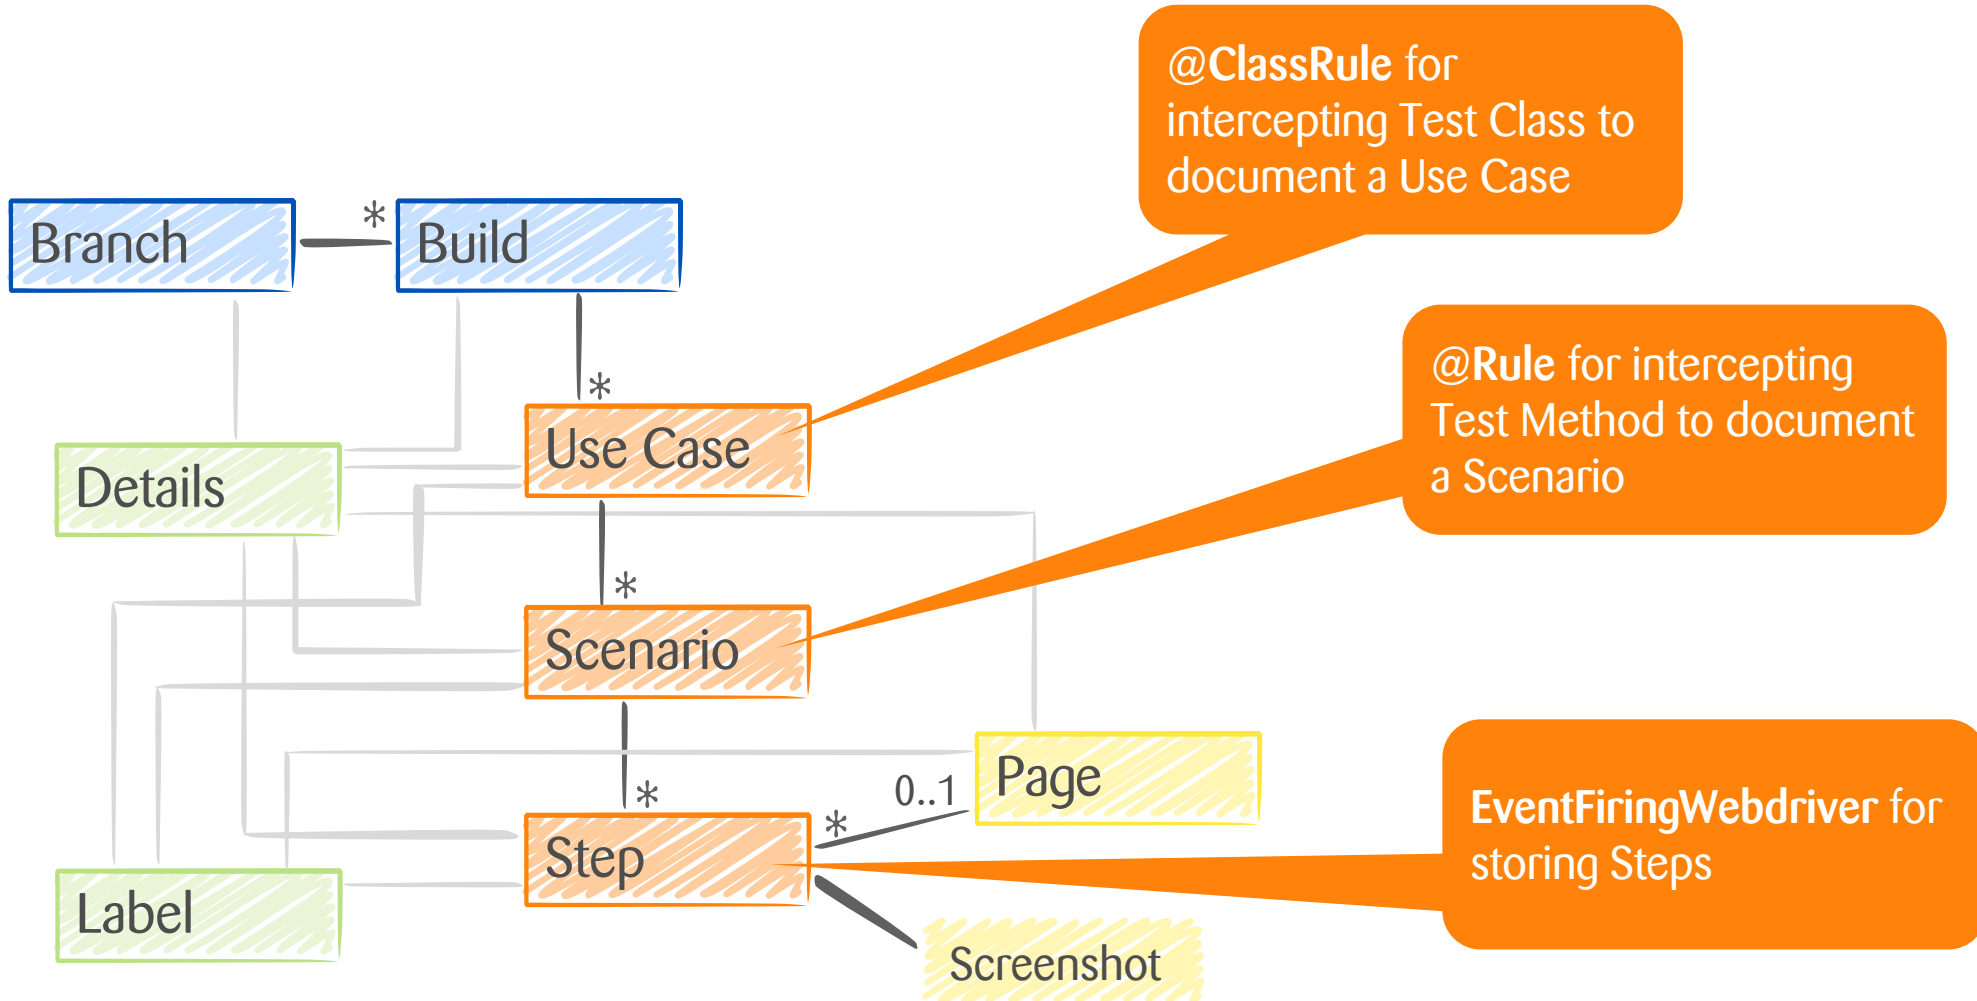 @ClassRule for
intercepting Test Class to
document a Use Case
Branch
*
Build
@Rule for intercepting
Test Method to document
a Scenario
*
Use Case
Details
*
Scenario
Page
0..1
*
*
EventFiringWebdriver for
storing Steps
Step
Label
Screenshot